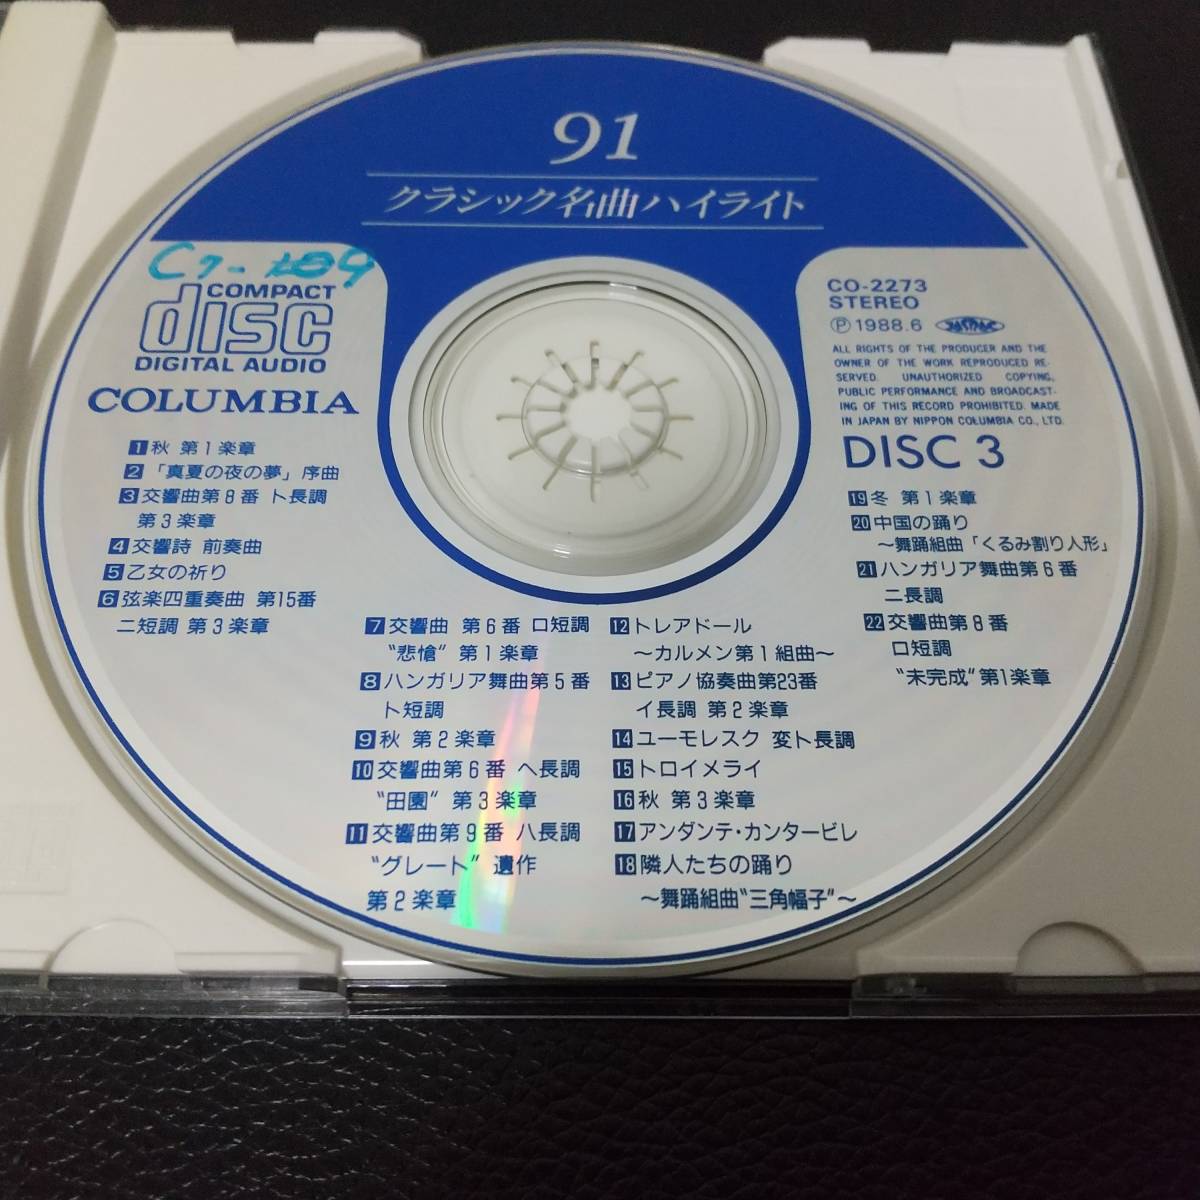 91
クラシック名曲ハイライト
COMPACT
disc
DIGITAL AUDIO
COLUMBIA
CO-2273
STEREO
Ⓟ1988.6 JASRAC
ALL RIGHTS OF THE PRODUCER AND THE
OWNER OF THE WORK REPRODUCED RE-
SERVED. UNAUTHORIZED COPYING,
PUBLIC PERFORMANCE AND BROADCAST-
ING OF THIS RECORD PROHIBITED. MADE
IN JAPAN BY NIPPON COLUMBIA CO., LTD.
DISC 3
1 秋 第1楽章
2 「真夏の夜の夢」序曲
3 交響曲第8番 ト長調
第3楽章
4 交響詩 前奏曲
5 乙女の祈り
6 弦楽四重奏曲 第15番
ニ短調 第3楽章
7 交響曲 第6番 ロ短調
“悲愴” 第1楽章
8 ハンガリア舞曲第5番
ト短調
9 秋 第2楽章
10 交響曲第6番 ヘ長調
“田園” 第3楽章
11 交響曲第9番 ハ長調
“グレート” 遺作
第2楽章
12 トレアドール
〜カルメン第1組曲〜
13 ピアノ協奏曲第23番
イ長調 第2楽章
14 ユーモレスク 変ト長調
15 トロイメライ
16 秋 第3楽章
17 アンダンテ・カンタービレ
18 隣人たちの踊り
〜舞踊組曲“三角帽子”〜
19 冬 第1楽章
20 中国の踊り
〜舞踊組曲「くるみ割り人形」
21 ハンガリア舞曲第6番
ニ長調
22 交響曲第8番
ロ短調
“未完成” 第1楽章